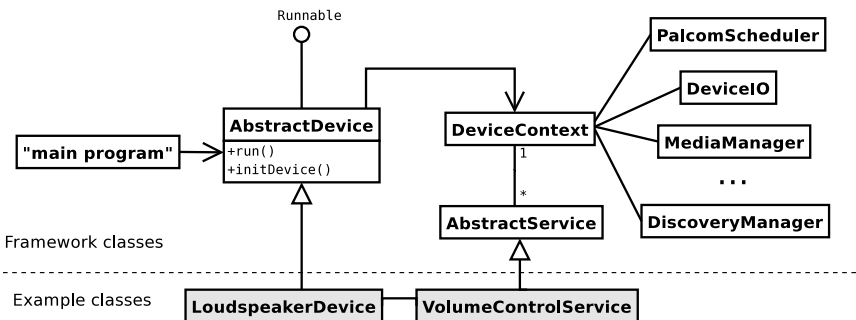 Runnable
PalcomScheduler
DeviceIO
AbstractDevice
DeviceContext
"main program"
+run()
+initDevice()
1
MediaManager
...
*
AbstractService
DiscoveryManager
Framework classes
Example classes
LoudspeakerDevice
VolumeControlService